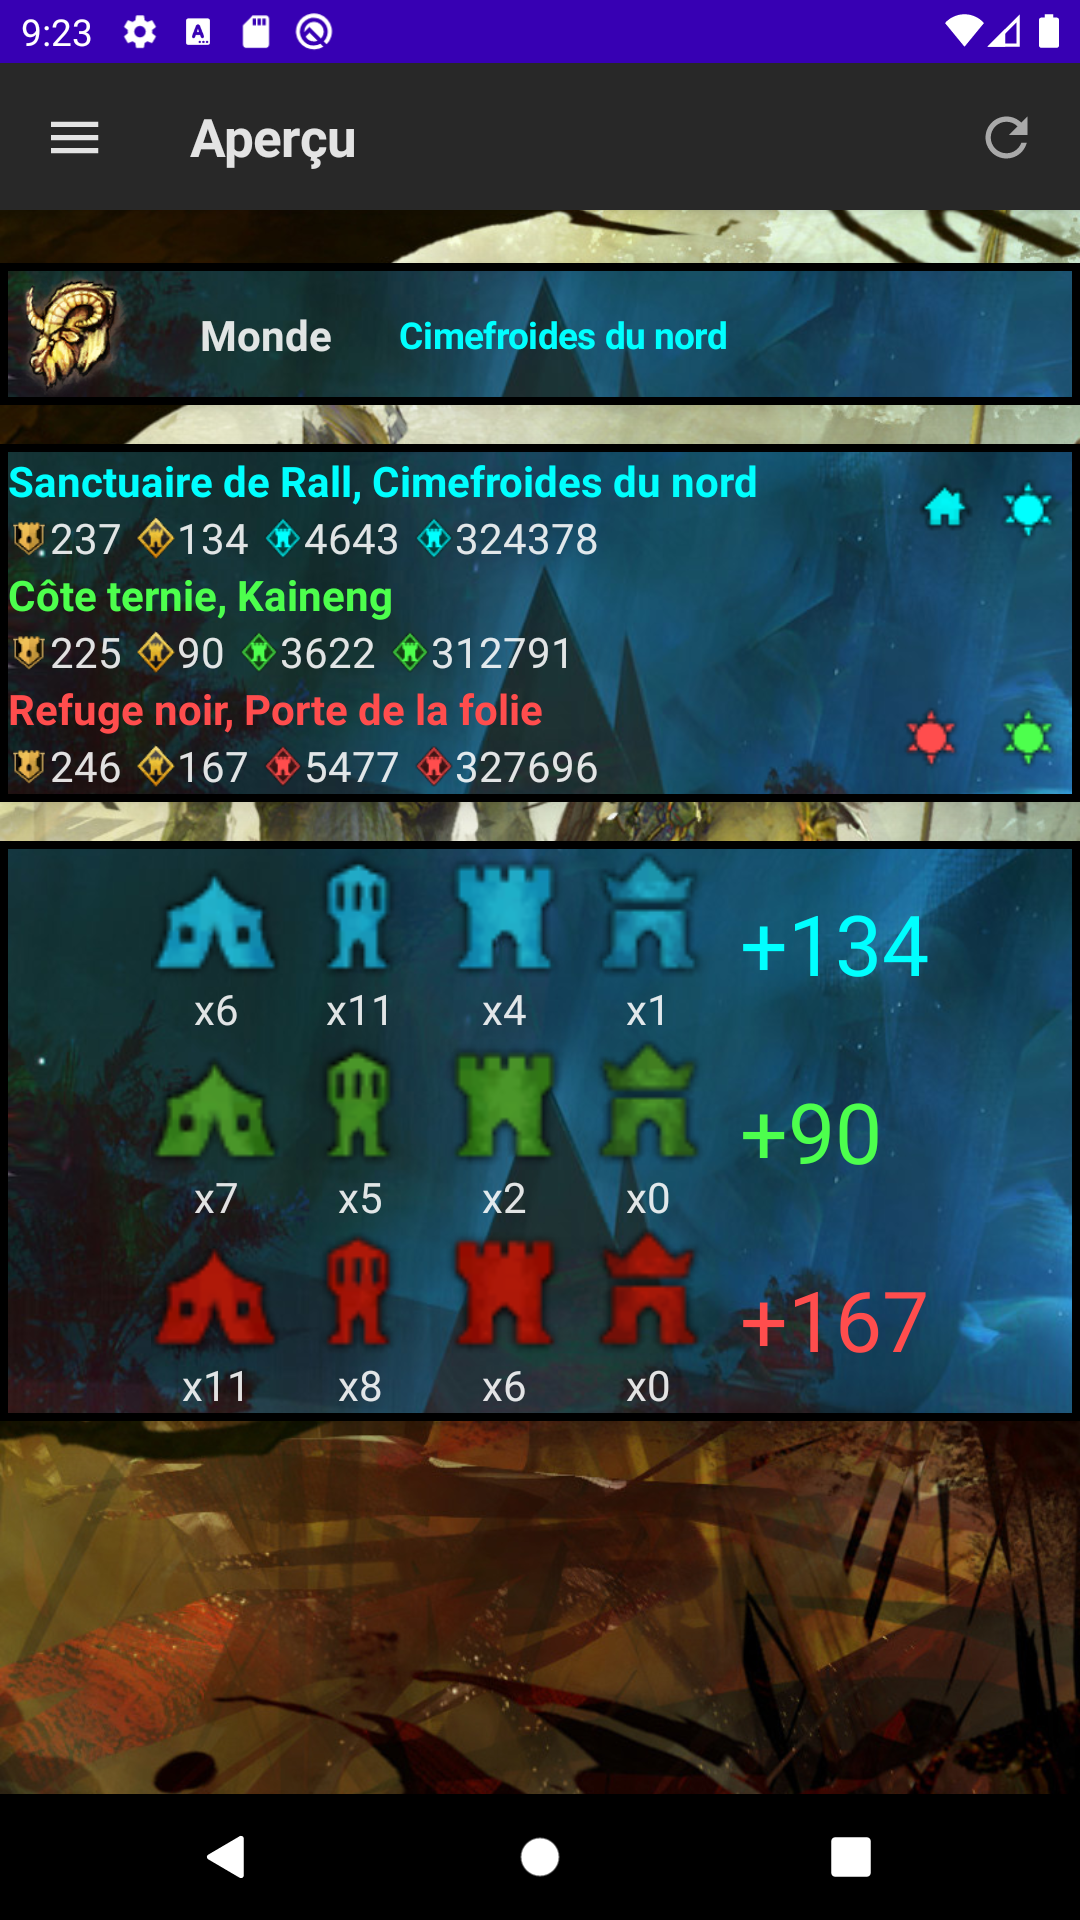 9:23
Aperçu
Monde Cimefroides du nord
Sanctuaire de Rall, Cimefroides du nord
237 134 4643 324378
Côte ternie, Kaineng
225 90 3622 312791
Refuge noir, Porte de la folie
246 167 5477 327696
+134
x6 x11 x4 x1
+90
x7 x5 x2 x0
+167
x11 x8 x6 x0